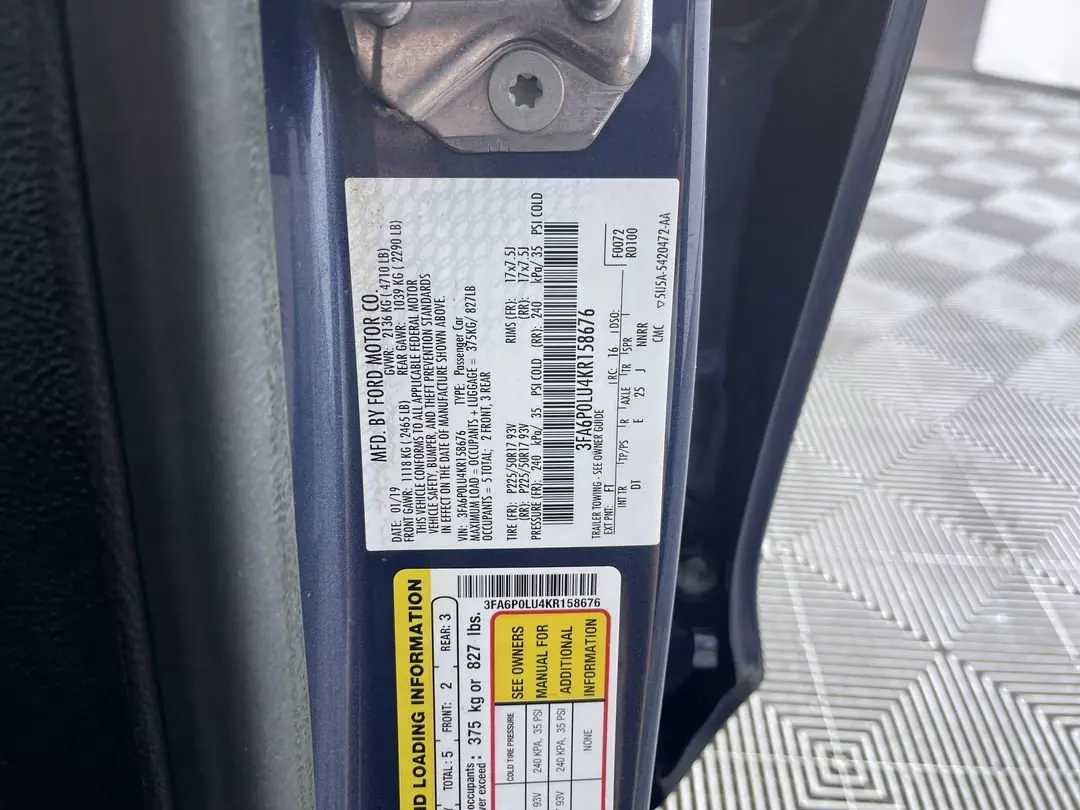 MFD. BY FORD MOTOR CO.
DATE: 01/19 GVWR: 2136 KG ( 4710 LB)
FRONT GAWR: 1118 KG ( 2465 LB) REAR GAWR: 1039 KG ( 2290 LB)
THIS VEHICLE CONFORMS TO ALL APPLICABLE FEDERAL MOTOR
VEHICLE SAFETY, BUMPER, AND THEFT PREVENTION STANDARDS
IN EFFECT ON THE DATE OF MANUFACTURE SHOWN ABOVE.
VIN: 3FA6P0LU4KR158676 TYPE: Passenger Car
MAXIMUM LOAD = OCCUPANTS + LUGGAGE = 375KG/ 827LB
OCCUPANTS = 5 TOTAL; 2 FRONT, 3 REAR
TIRE (FR): P225/50R17 93V RIMS (FR): 17x7.5J
(RR): P225/50R17 93V (RR): 17x7.5J
PRESSURE (FR): 240 kPa/ 35 PSI COLD (RR): 240 kPa/ 35 PSI COLD
3FA6P0LU4KR158676
TRAILER TOWING - SEE OWNER GUIDE F0072
EXT PNT: FT RC: 16 DSO: R0100
INT TR TP/PS R AXLE TR SPR
DT E 25 J NNRR
CMC
▽5U5A-5420472-AA
3FA6P0LU4KR158676
ND LOADING INFORMATION
TOTAL: 5 FRONT: 2 REAR: 3
occupants:
ver exceed: 375 kg or 827 lbs.
COLD TIRE PRESSURE
93V 240 KPA, 35 PSI
93V 240 KPA, 35 PSI
NONE
SEE OWNERS
MANUAL FOR
ADDITIONAL
INFORMATION